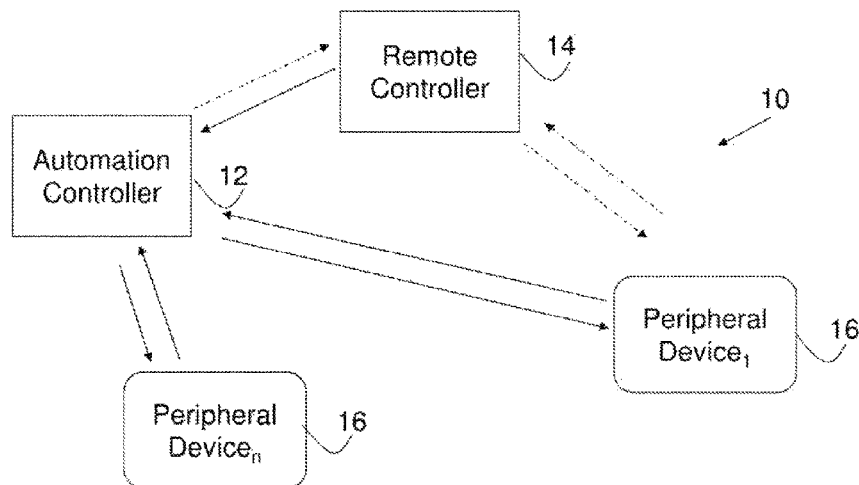 Remote
Controller
14
10
Automation
Controller
12
Peripheral
Device₁
16
Peripheral
Deviceₙ
16